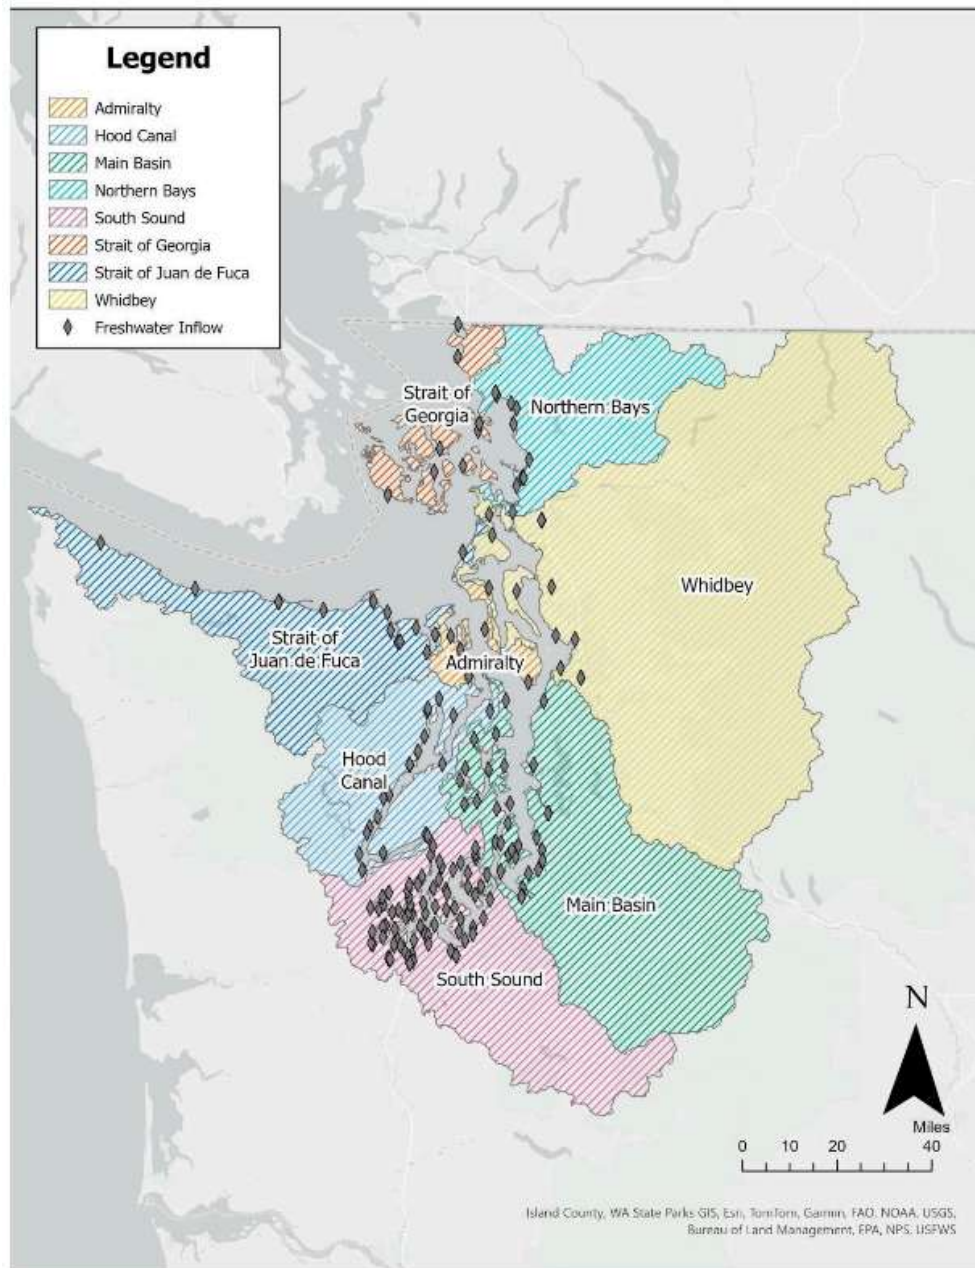 Legend
Admiralty
Hood Canal
Main Basin
Northern Bays
South Sound
Strait of Georgia
Strait of Juan de Fuca
Whidbey
Freshwater Inflow
Strait of
Georgia
Northern Bays
Whidbey
Strait of
Juan de Fuca
Admiralty
Hood
Canal
Main Basin
South Sound
N
Miles
0 10 20 40
Island County, WA State Parks GIS, Esri, TomTom, Garmin, FAO, NOAA, USGS,
Bureau of Land Management, EPA, NPS, USFWS